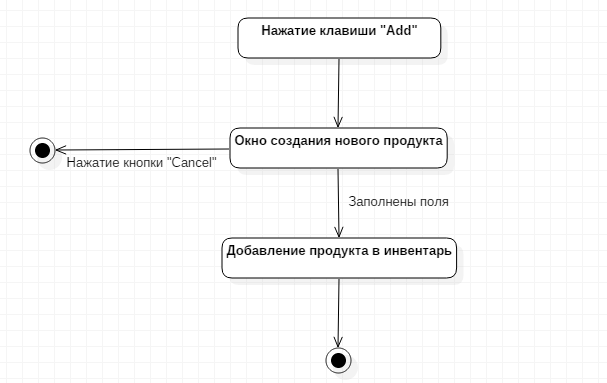 Нажатие клавиши "Add"
Окно создания нового продукта
Нажатие кнопки "Cancel"
Заполнены поля
Добавление продукта в инвентарь